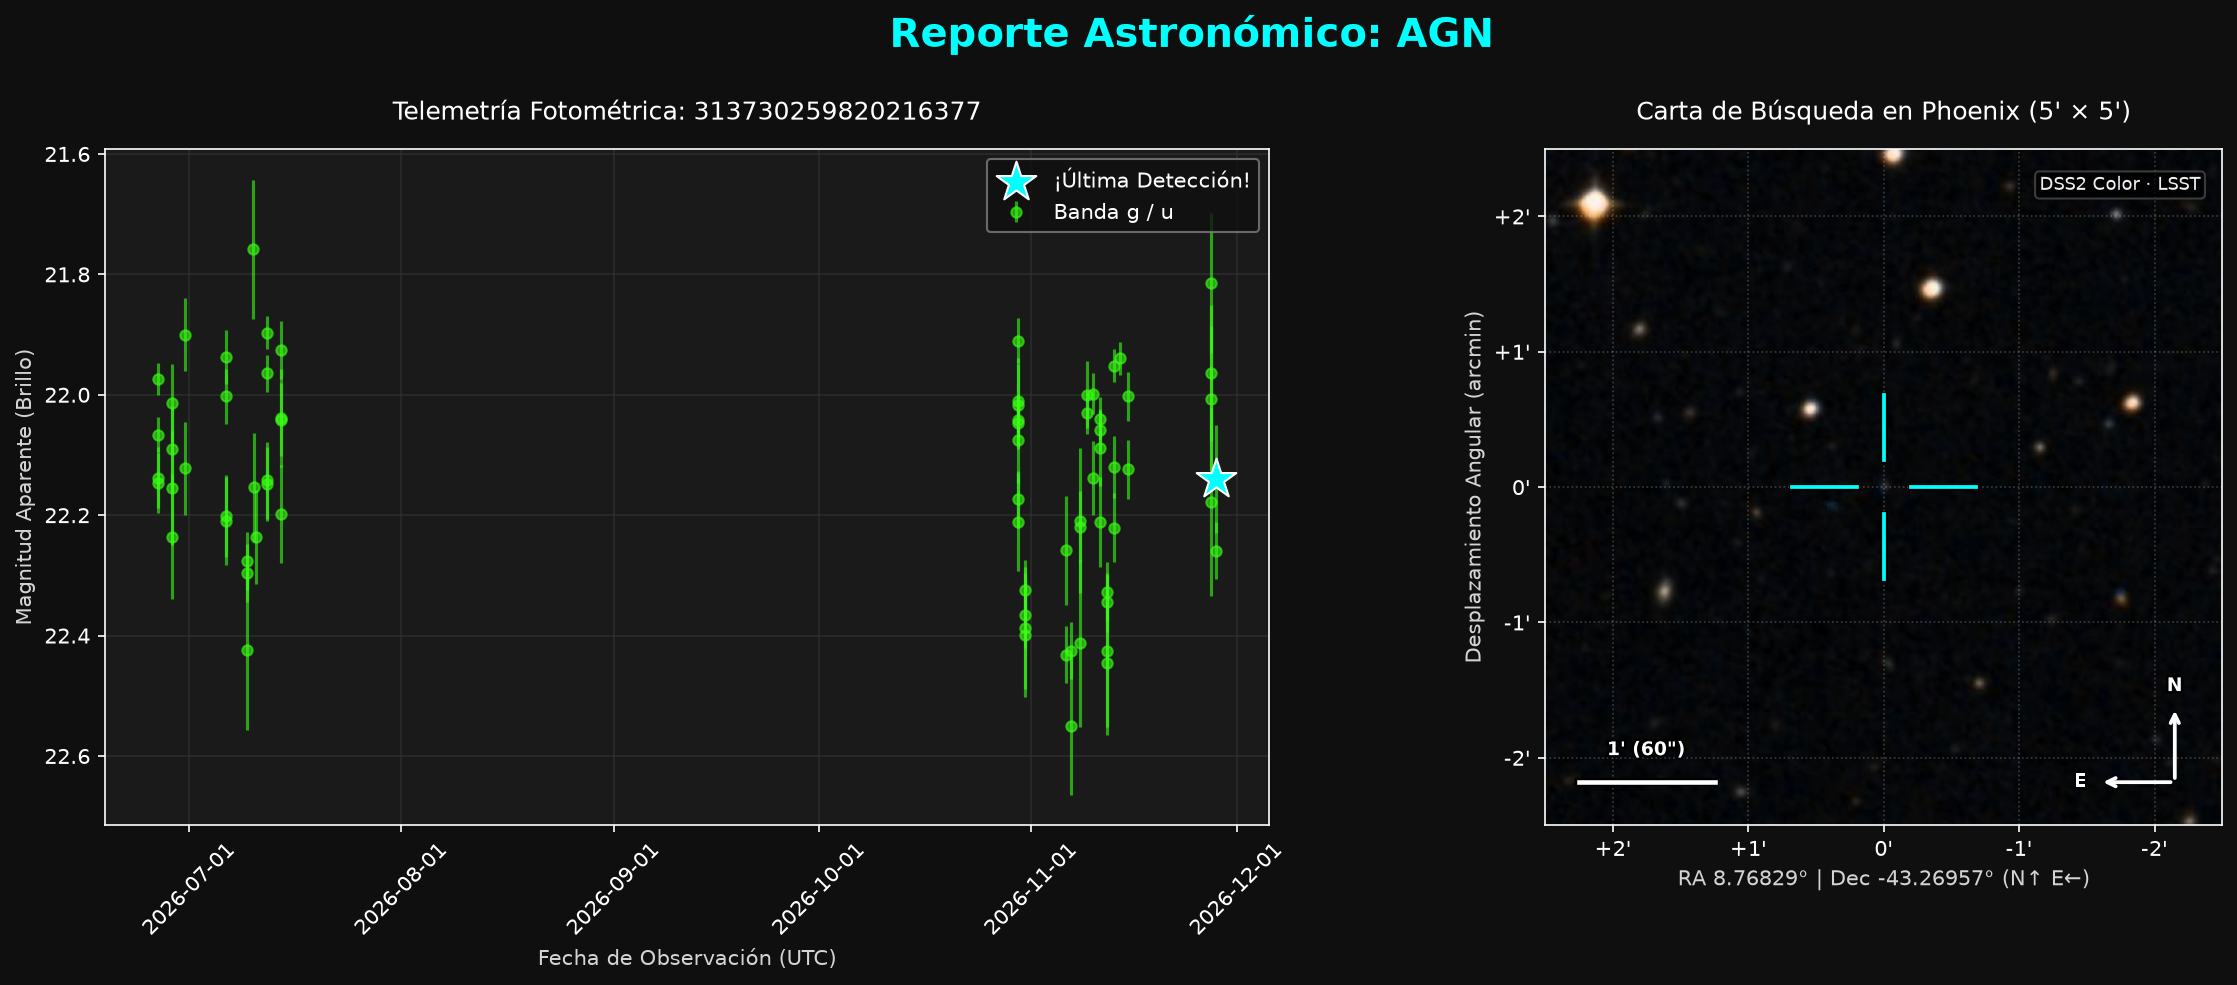 Reporte Astronómico: AGN
Telemetría Fotométrica: 313730259820216377
Magnitud Aparente (Brillo)
21.6
21.8
22.0
22.2
22.4
22.6
¡Última Detección!
Banda g / u
2026-07-01
2026-08-01
2026-09-01
2026-10-01
2026-11-01
2026-12-01
Fecha de Observación (UTC)
Carta de Búsqueda en Phoenix (5' × 5')
Desplazamiento Angular (arcmin)
+2'
+1'
0'
-1'
-2'
DSS2 Color · LSST
N
E
1' (60")
+2'
+1'
0'
-1'
-2'
RA 8.76829° | Dec -43.26957° (N↑ E←)